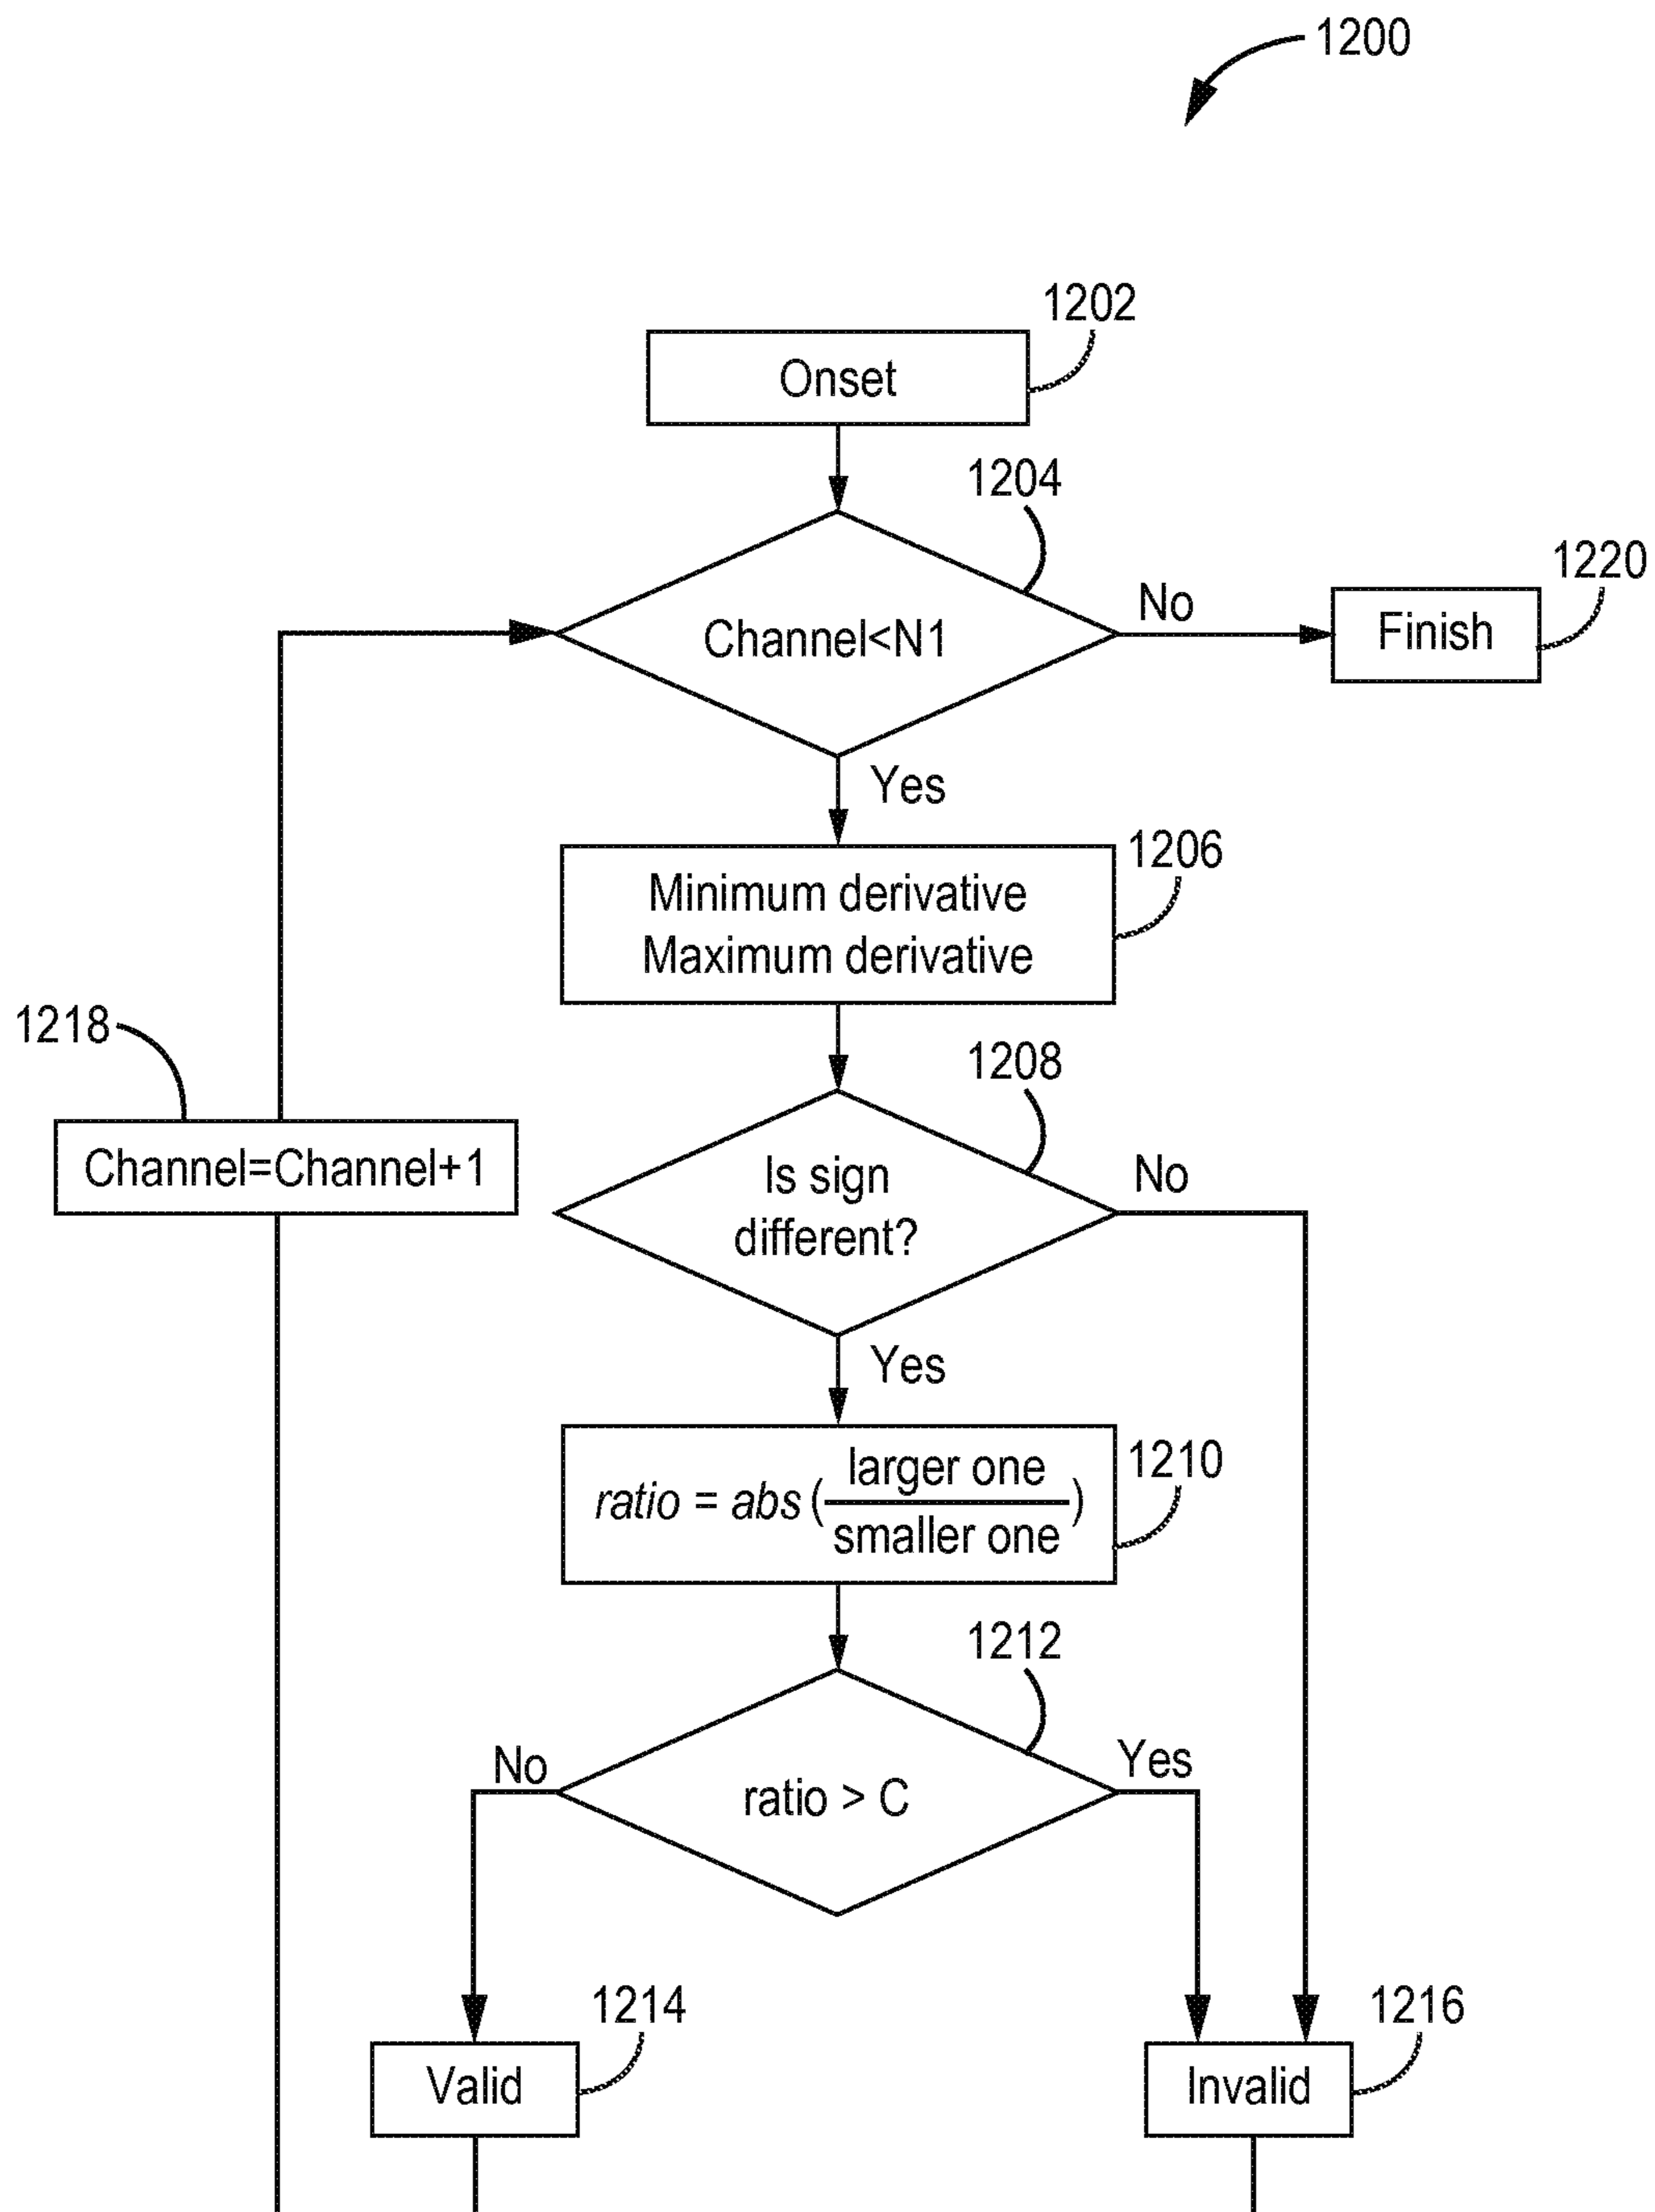 1200
1202
Onset
1204
Channel<N1
No
1220
Finish
Yes
1206
Minimum derivative
Maximum derivative
1218
Channel=Channel+1
1208
Is sign
different?
No
Yes
1210
ratio = abs(larger one/smaller one)
1212
ratio > C
No
Yes
1214
Valid
1216
Invalid